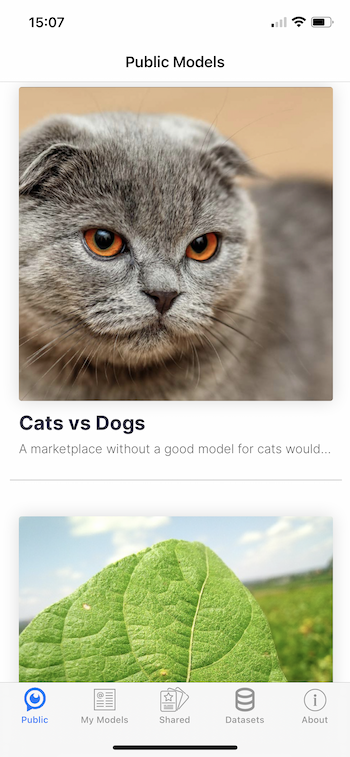 15:07
Public Models
Cats vs Dogs
A marketplace without a good model for cats would...
Public
My Models
Shared
Datasets
About